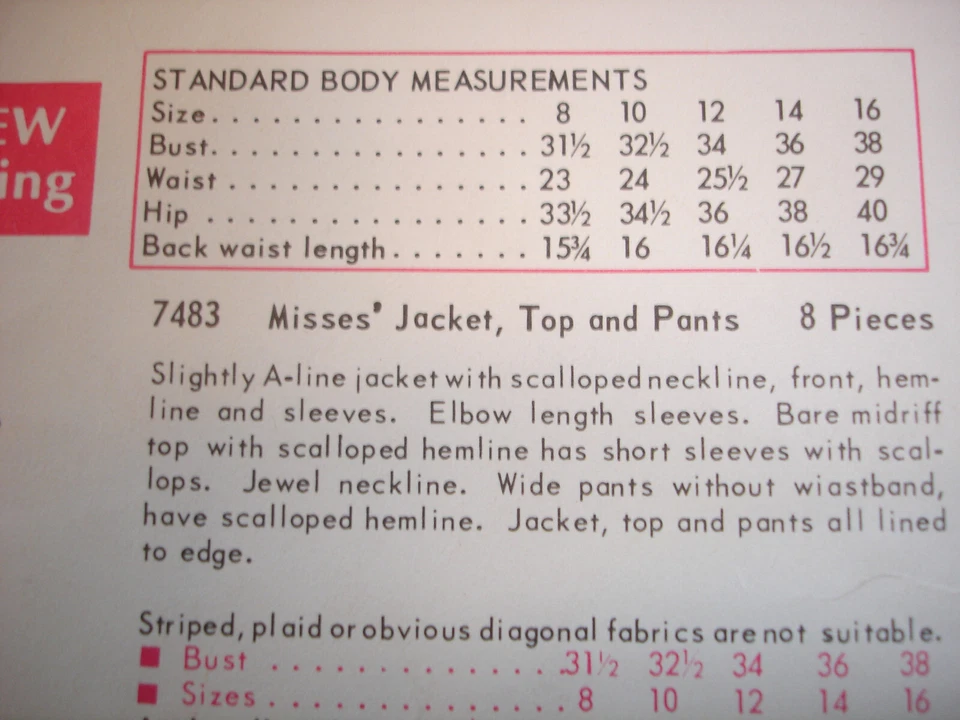 EW
ing
STANDARD BODY MEASUREMENTS
Size................ 8 10 12 14 16
Bust................ 31½ 32½ 34 36 38
Waist............... 23 24 25½ 27 29
Hip ................ 33½ 34½ 36 38 40
Back waist length....... 15¾ 16 16¼ 16½ 16¾
7483 Misses' Jacket, Top and Pants 8 Pieces
Slightly A-line jacket with scalloped neckline, front, hem-
line and sleeves. Elbow length sleeves. Bare midriff
top with scalloped hemline has short sleeves with scal-
lops. Jewel neckline. Wide pants without wiastband,
have scalloped hemline. Jacket, top and pants all lined
to edge.
Striped, plaid or obvious diagonal fabrics are not suitable.
■ Bust ............... 31½ 32½ 34 36 38
■ Sizes............... 8 10 12 14 16